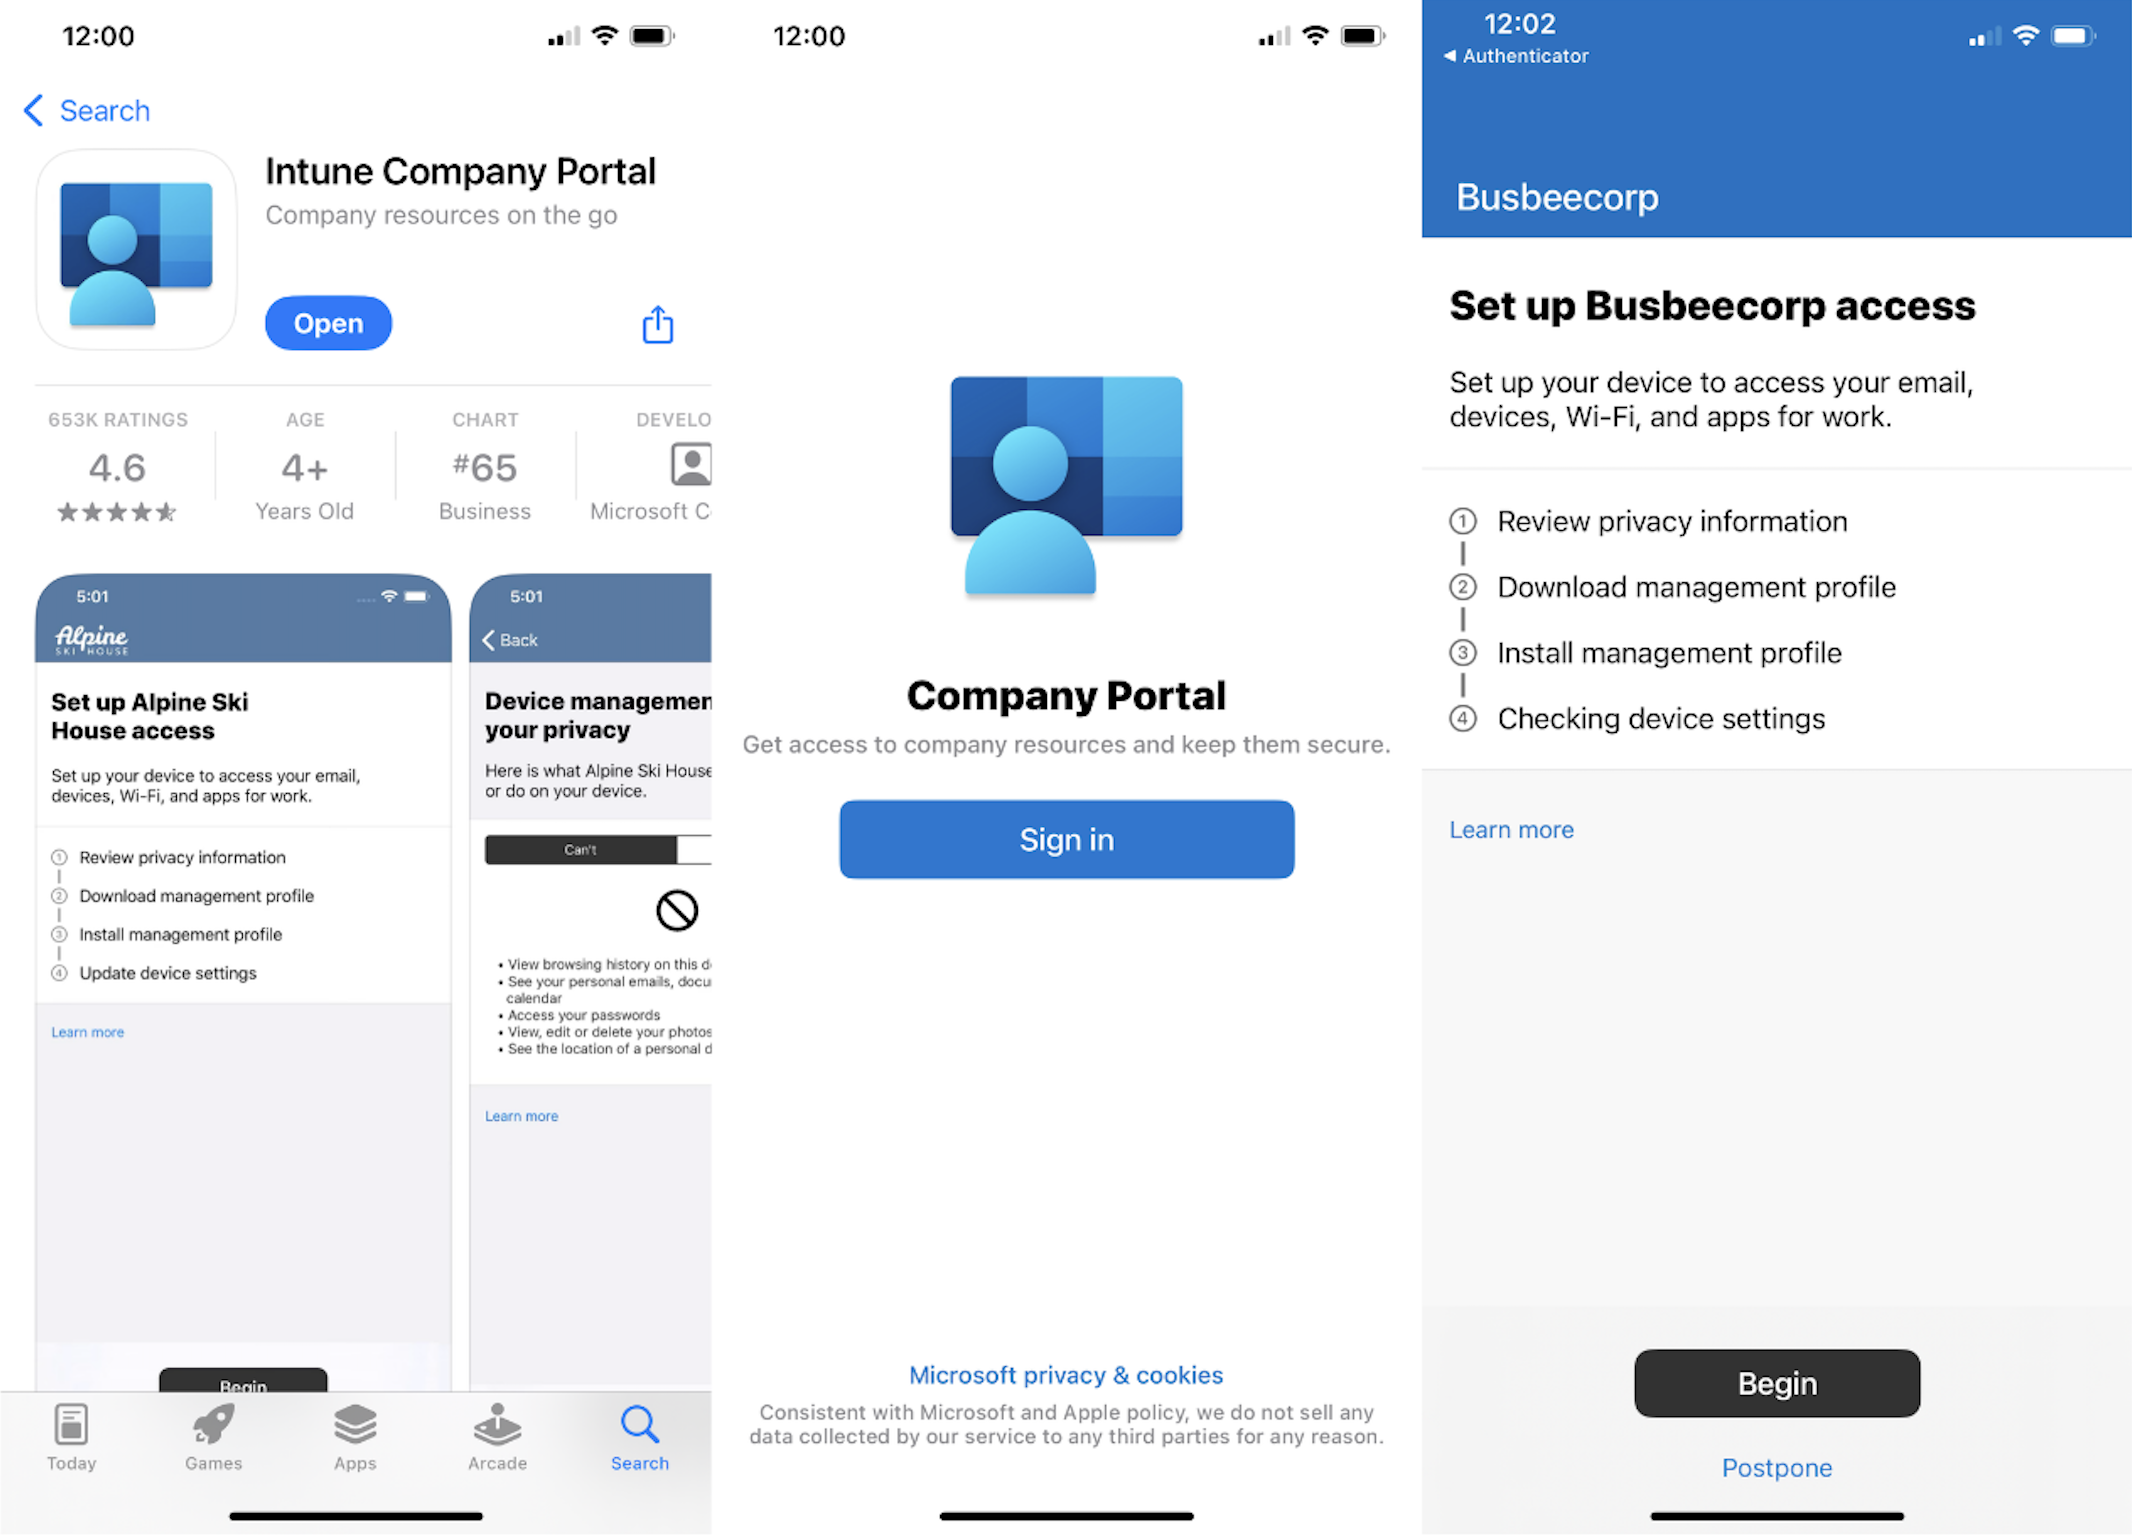 12:00
Search
Intune Company Portal
Company resources on the go
Open
653K RATINGS
4.6
AGE
4+
Years Old
CHART
#65
Business
DEVELO
Microsoft C
5:01
Alpine
SKI HOUSE
Set up Alpine Ski
House access
Set up your device to access your email,
devices, Wi-Fi, and apps for work.
1 Review privacy information
2 Download management profile
3 Install management profile
4 Update device settings
Learn more
Begin
5:01
Back
Device managemen
your privacy
Here is what Alpine Ski House
or do on your device.
Can't
• View browsing history on this d
• See your personal emails, docu
calendar
• Access your passwords
• View, edit or delete your photos
• See the location of a personal d
Learn more
Today
Games
Apps
Arcade
Search
12:00
Company Portal
Get access to company resources and keep them secure.
Sign in
Microsoft privacy & cookies
Consistent with Microsoft and Apple policy, we do not sell any
data collected by our service to any third parties for any reason.
12:02
◀ Authenticator
Busbeecorp
Set up Busbeecorp access
Set up your device to access your email,
devices, Wi-Fi, and apps for work.
1 Review privacy information
2 Download management profile
3 Install management profile
4 Checking device settings
Learn more
Begin
Postpone